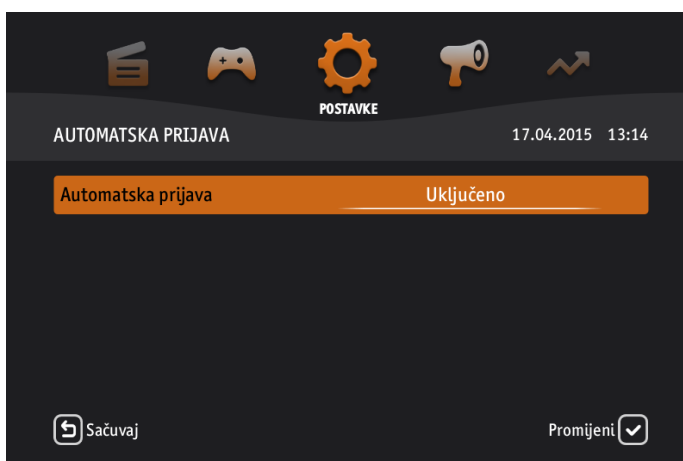 POSTAVKE
AUTOMATSKA PRIJAVA 17.04.2015 13:14
Automatska prijava Uključeno
Sačuvaj Promijeni